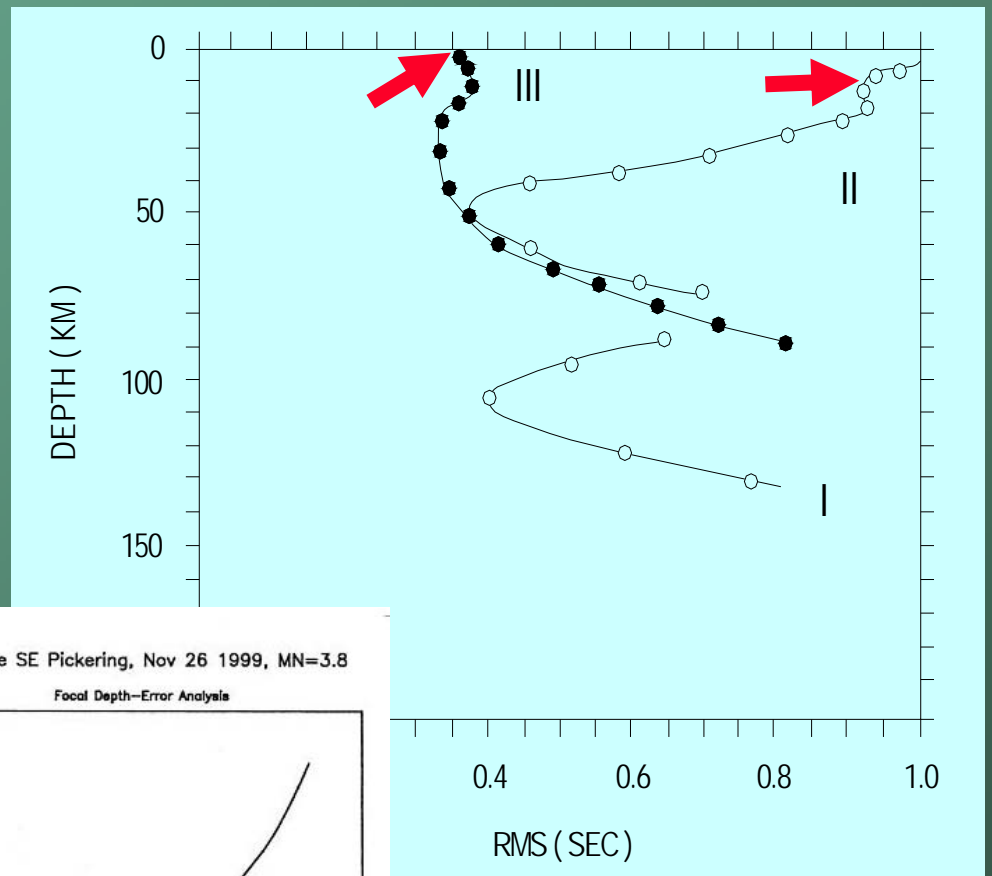 0
50
100
150
DEPTH (KM)
III
II
I
0.4 0.6 0.8 1.0
RMS (SEC)
e SE Pickering, Nov 26 1999, MN=3.8
Focal Depth-Error Analysis